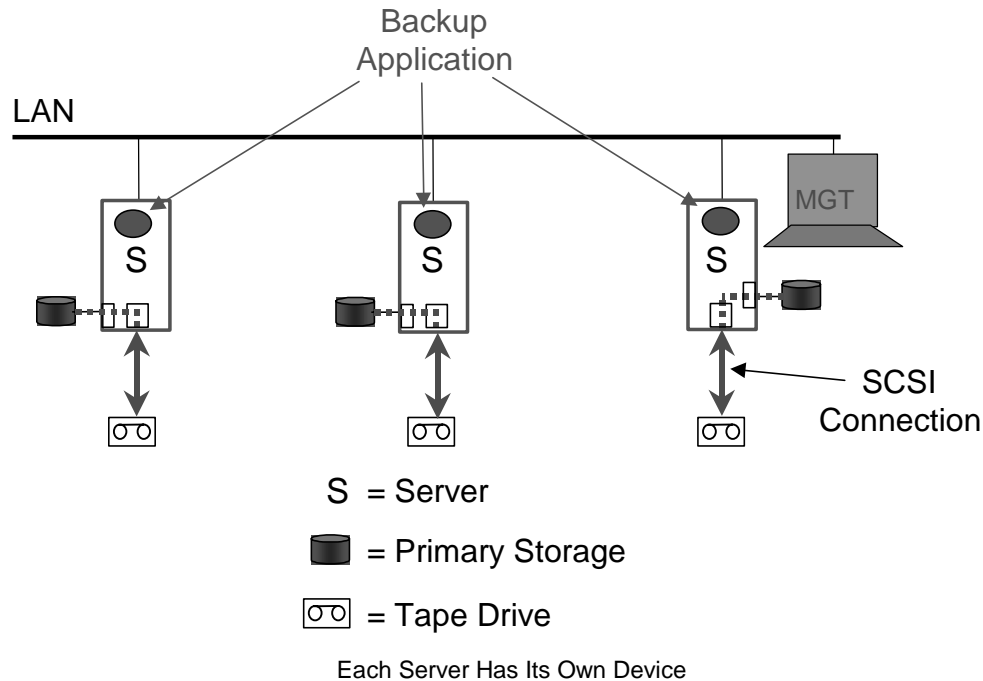 Backup
Application
LAN
MGT
S
S
S
SCSI
Connection
S = Server
= Primary Storage
= Tape Drive
Each Server Has Its Own Device